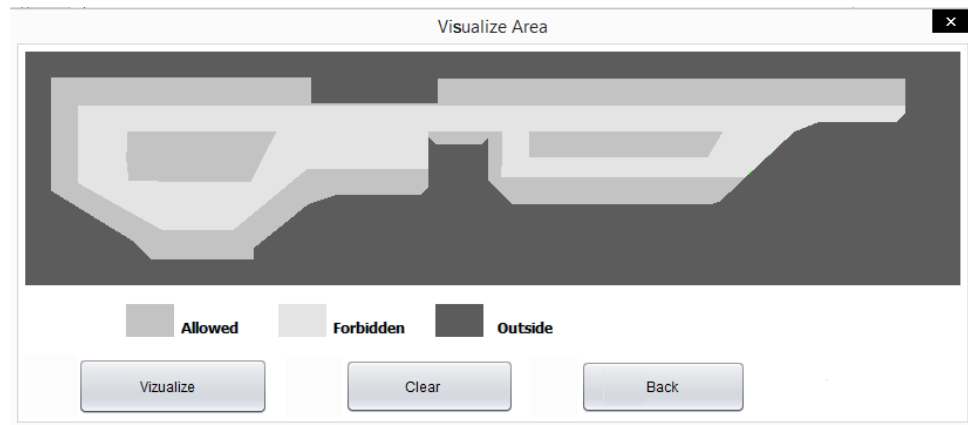 Visualize Area
Allowed
Forbidden
Outside
Vizualize
Clear
Back